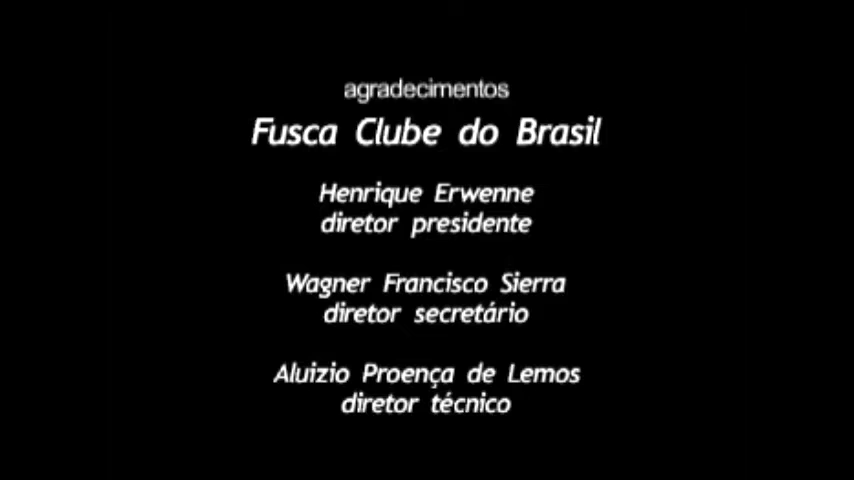 agradecimentos
Fusca Clube do Brasil
Henrique Erwenne
diretor presidente
Wagner Francisco Sierra
diretor secretário
Aluizio Proença de Lemos
diretor técnico